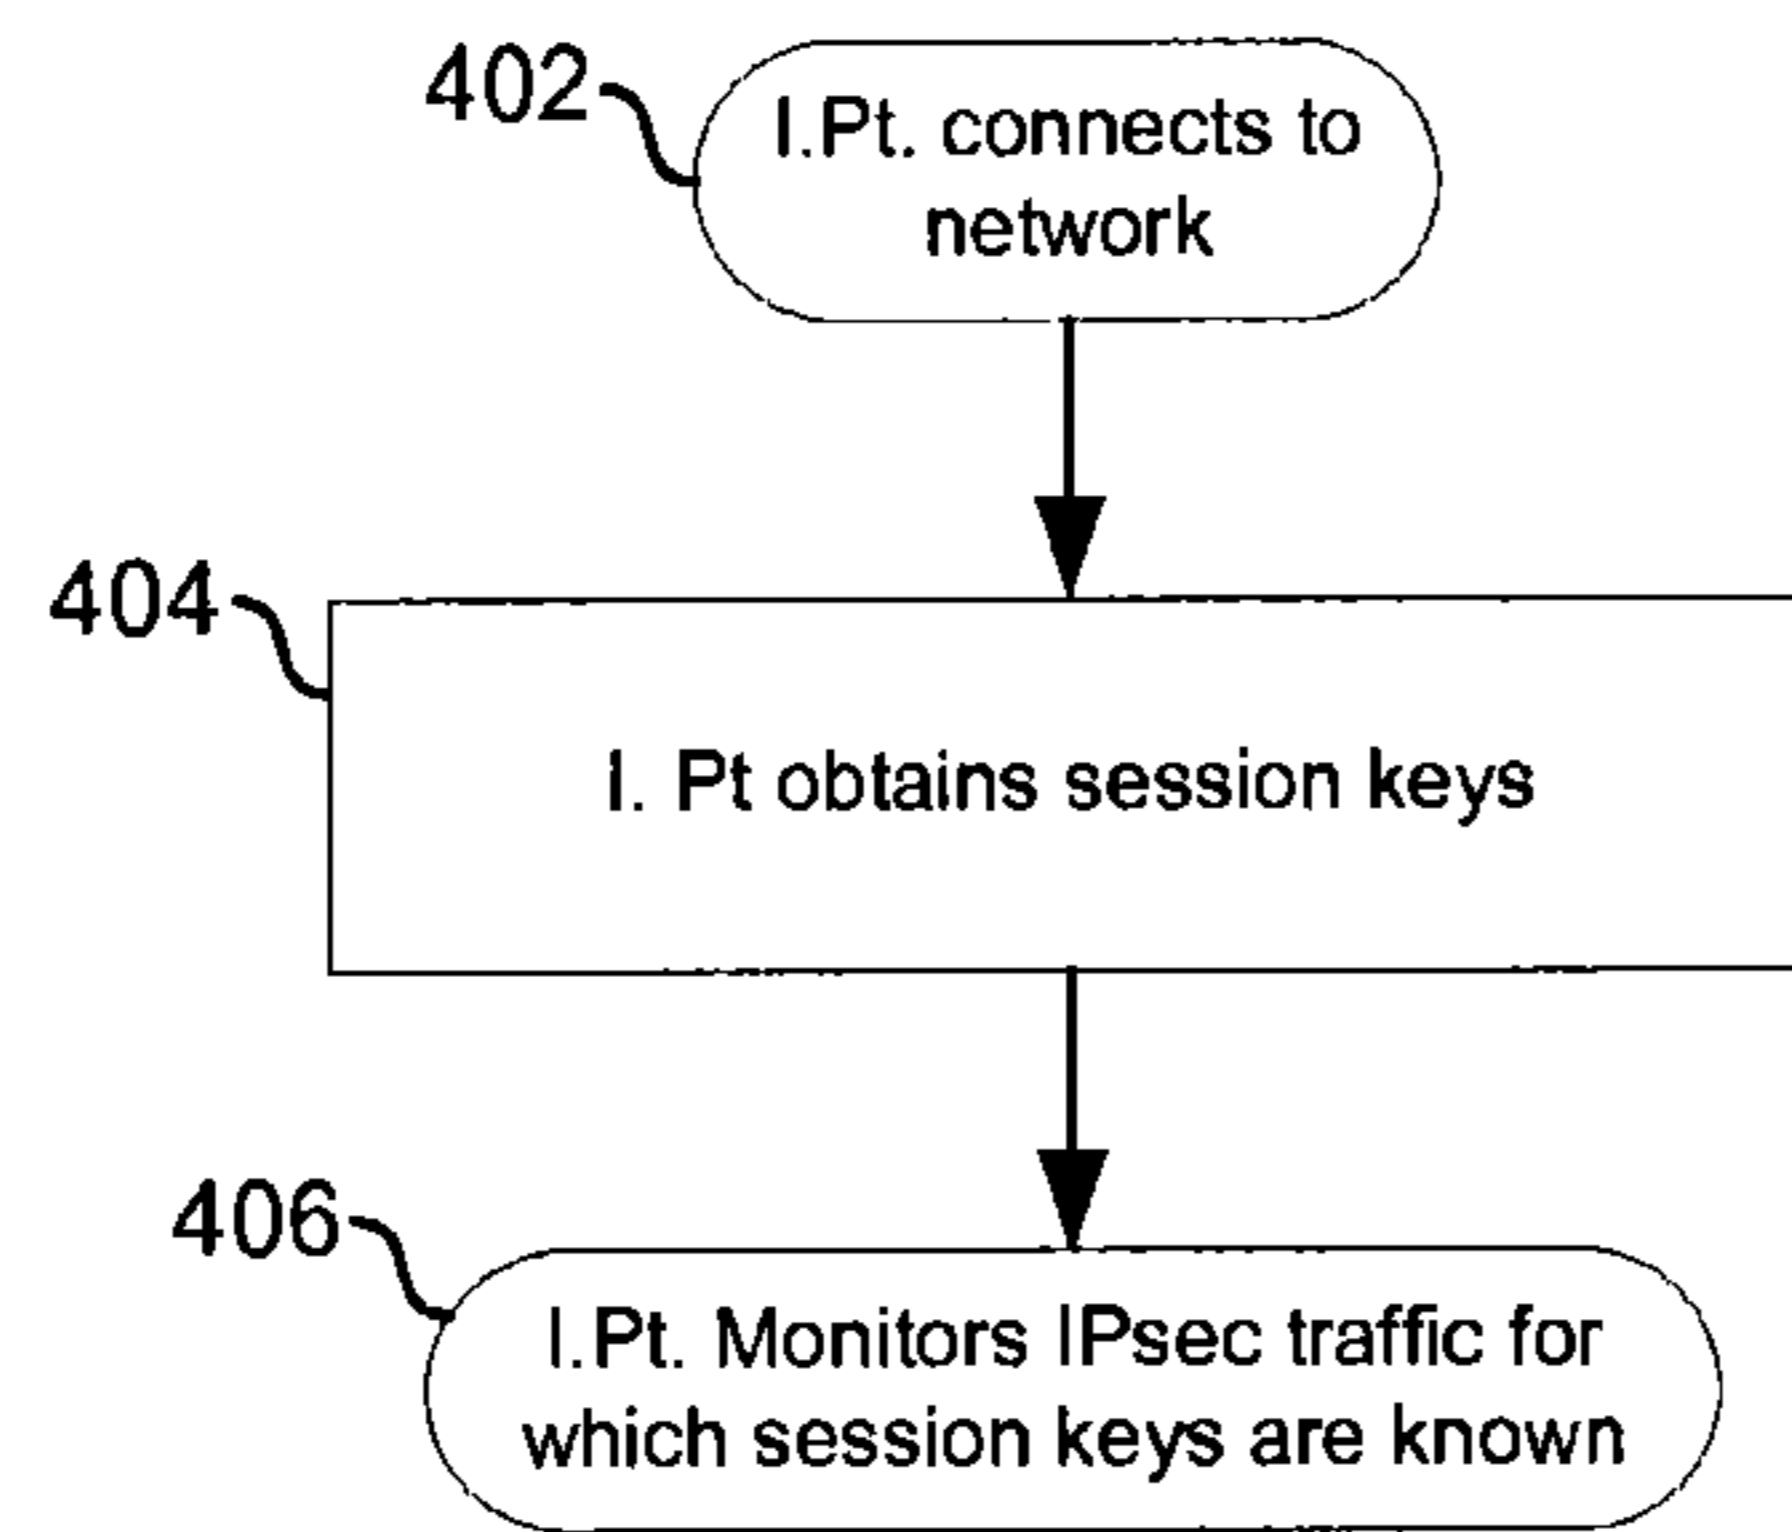 402
I.Pt. connects to
network
404
I. Pt obtains session keys
406
I.Pt. Monitors IPsec traffic for
which session keys are known